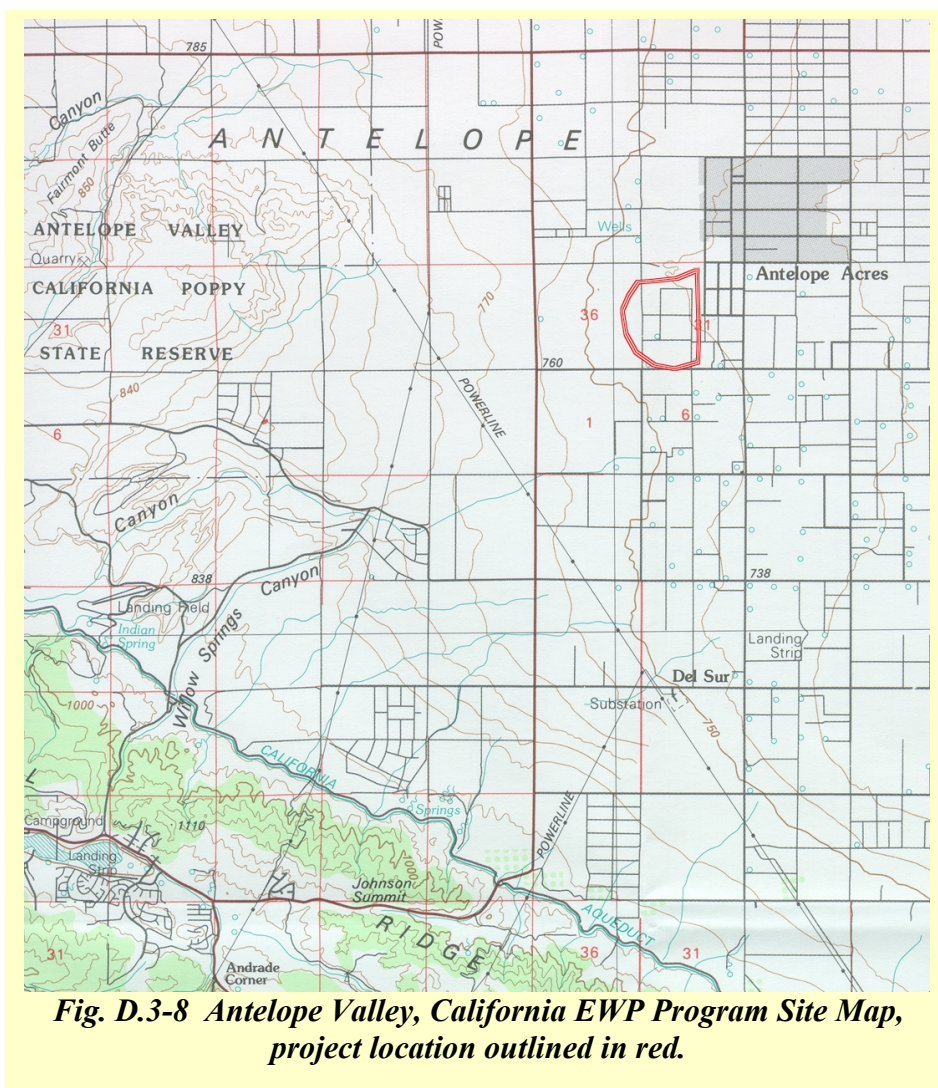 785
POW
Canyon
Fairmont Butte
850
ANTELOPE
ANTELOPE VALLEY
Quarry
CALIFORNIA POPPY
31
STATE RESERVE
Wells
Antelope Acres
770
36
31
760
840
POWERLINE
6
1
6
Canyon
838
Canyon
738
Landing Field
Indian
Spring
Willow Springs
Landing
Strip
Del Sur
Substation
1000
750
CALIFORNIA
L
Springs
Campground
1110
POWERLINE
Landing
Strip
1000
Johnson
Summit
RIDGE
AQUEDUCT
31
36
31
Andrade
Corner
Fig. D.3-8 Antelope Valley, California EWP Program Site Map,
project location outlined in red.